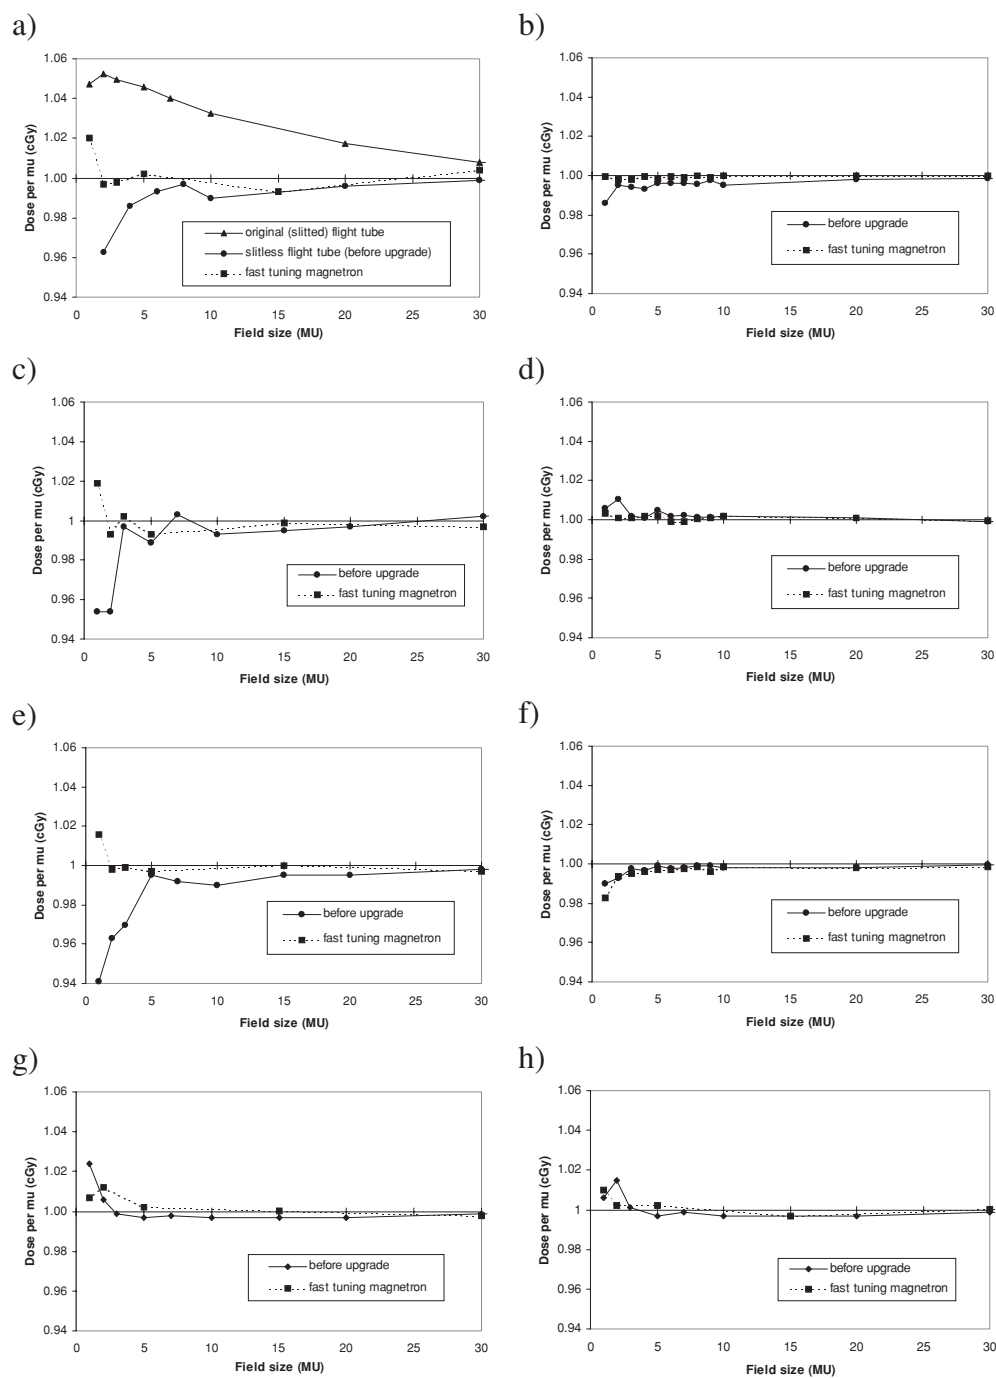 a)
1.06
1.04
1.02
1.00
0.98
0.96
0.94
Dose per mu (cGy)
original (slitted) flight tube
slitless flight tube (before upgrade)
fast tuning magnetron
0 5 10 15 20 25 30
Field size (MU)
b)
1.06
1.04
1.02
1.00
0.98
0.96
0.94
Dose per mu (cGy)
before upgrade
fast tuning magnetron
0 5 10 15 20 25 30
Field size (MU)
c)
1.06
1.04
1.02
1
0.98
0.96
0.94
Dose per mu (cGy)
before upgrade
fast tuning magnetron
0 5 10 15 20 25 30
Field size (MU)
d)
1.06
1.04
1.02
1.00
0.98
0.96
0.94
Dose per mu (cGy)
before upgrade
fast tuning magnetron
0 5 10 15 20 25 30
Field size (MU)
e)
1.06
1.04
1.02
1
0.98
0.96
0.94
Dose per mu (cGy)
before upgrade
fast tuning magnetron
0 5 10 15 20 25 30
Field size (MU)
f)
1.06
1.04
1.02
1.00
0.98
0.96
0.94
Dose per mu (cGy)
before upgrade
fast tuning magnetron
0 5 10 15 20 25 30
Field size (MU)
g)
1.06
1.04
1.02
1.00
0.98
0.96
0.94
Dose per mu (cGy)
before upgrade
fast tuning magnetron
0 5 10 15 20 25 30
Field size (MU)
h)
1.06
1.04
1.02
1
0.98
0.96
0.94
Dose per mu (cGy)
before upgrade
fast tuning magnetron
0 5 10 15 20 25 30
Field size (MU)